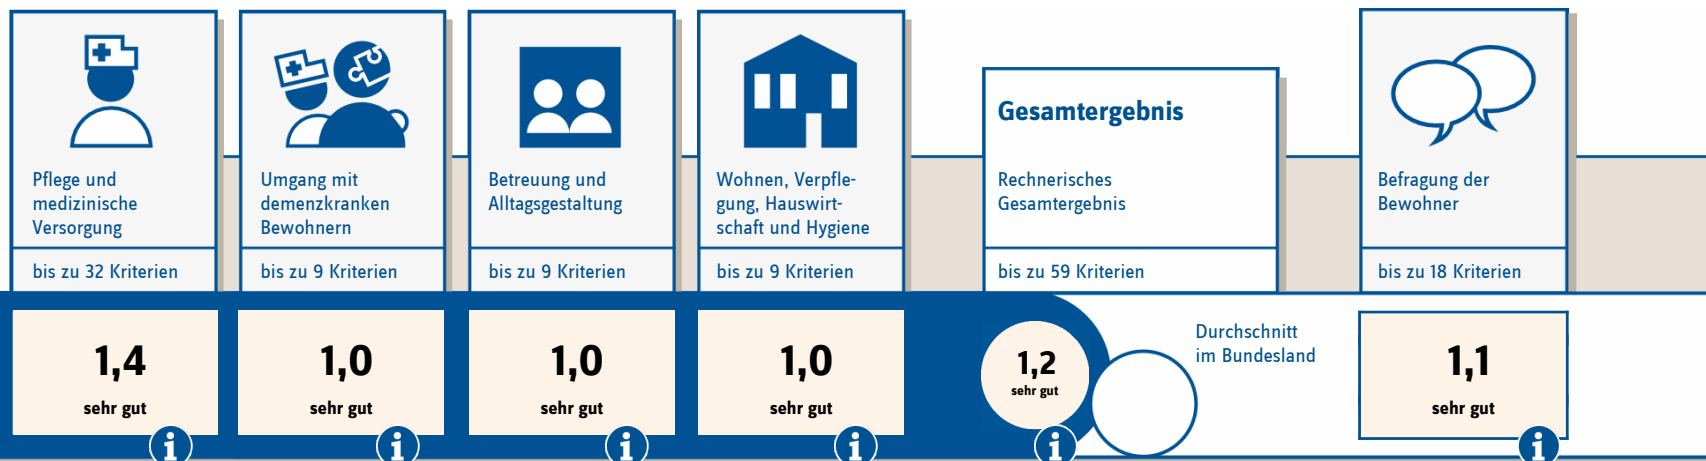 Pflege und
medizinische
Versorgung
bis zu 32 Kriterien
1,4
sehr gut
Umgang mit
demenzkranken
Bewohnern
bis zu 9 Kriterien
1,0
sehr gut
Betreuung und
Alltagsgestaltung
bis zu 9 Kriterien
1,0
sehr gut
Wohnen, Verpfle-
gung, Hauswirt-
schaft und Hygiene
bis zu 9 Kriterien
1,0
sehr gut
Gesamtergebnis
Rechnerisches
Gesamtergebnis
bis zu 59 Kriterien
1,2
sehr gut
Durchschnitt
im Bundesland
Befragung der
Bewohner
bis zu 18 Kriterien
1,1
sehr gut